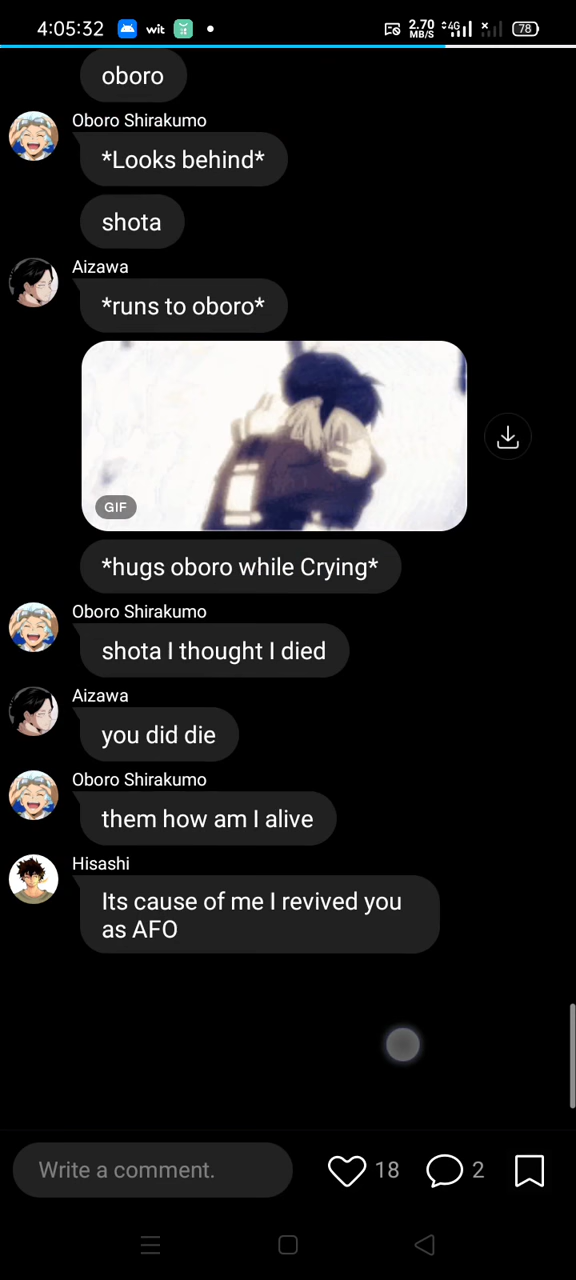 4:05:32 wit 2.70 MB/S 4G 78
oboro
Oboro Shirakumo
*Looks behind*
shota
Aizawa
*runs to oboro*
GIF
*hugs oboro while Crying*
Oboro Shirakumo
shota I thought I died
Aizawa
you did die
Oboro Shirakumo
them how am I alive
Hisashi
Its cause of me I revived you
as AFO
Write a comment. 18 2